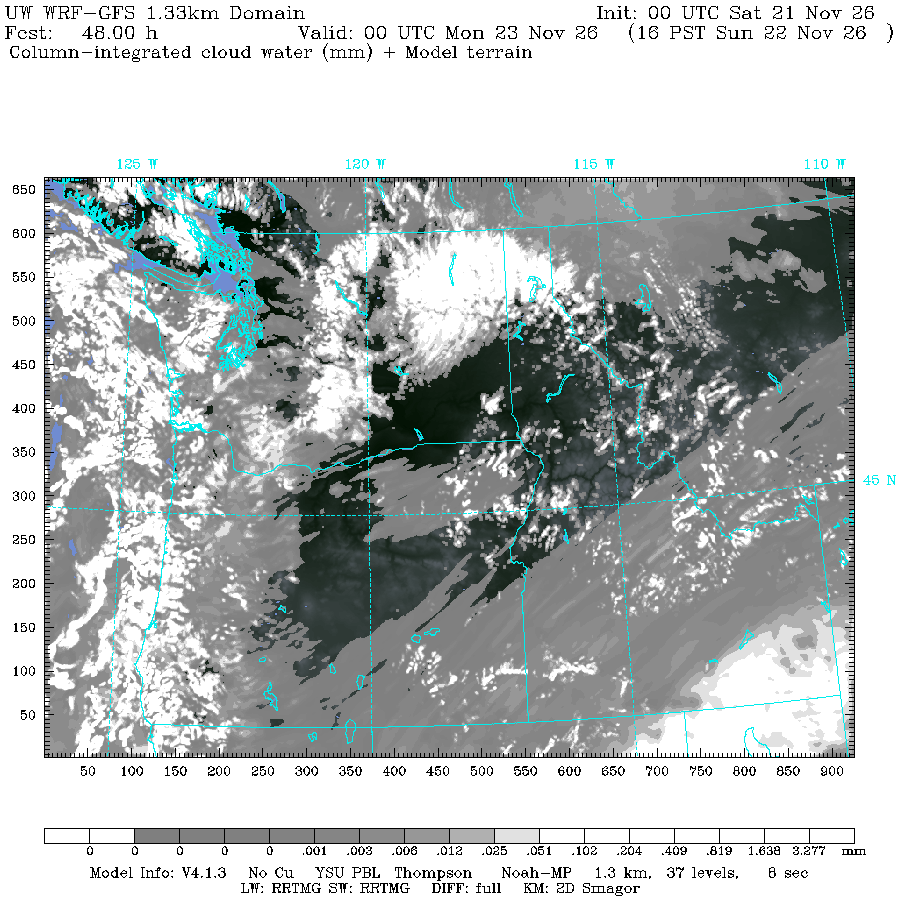 UW WRF-GFS 1.33km Domain Init: 00 UTC Sat 21 Nov 26
Fcst: 48.00 h Valid: 00 UTC Mon 23 Nov 26 (16 PST Sun 22 Nov 26 )
Column-integrated cloud water (mm) + Model terrain
125 W 120 W 115 W 110 W
650
600
550
500
450
400
350
45 N
300
250
200
150
100
50
50 100 150 200 250 300 350 400 450 500 550 600 650 700 750 800 850 900
0 0 0 0 0 .001 .003 .006 .012 .025 .051 .102 .204 .409 .819 1.638 3.277 mm
Model Info: V4.1.3 No Cu YSU PBL Thompson Noah-MP 1.3 km, 37 levels, 8 sec
LW: RRTMG SW: RRTMG DIFF: full KM: 2D Smagor